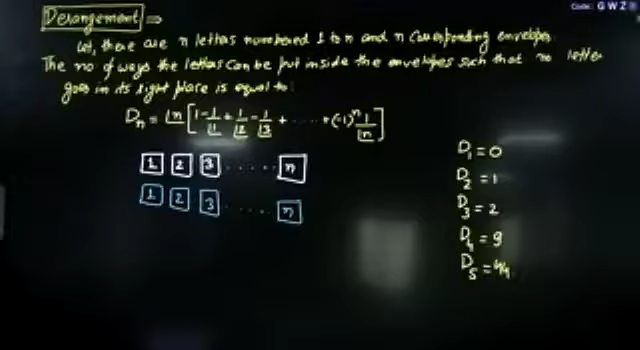 Code: G W Z
Derangement ⇒
Let, there are n letters numbered 1 to n and n Corresponding envelopes.
The no of ways the letters can be put inside the envelopes such that no letter
goes in its right place is equal to:
Dₙ = |n [1 - 1/|1 + 1/|2 - 1/|3 + ...... + (-1)ⁿ 1/|n]
1 2 3 ...... n
1 2 3 ...... n
D₁ = 0
D₂ = 1
D₃ = 2
D₄ = 9
D₅ = 44